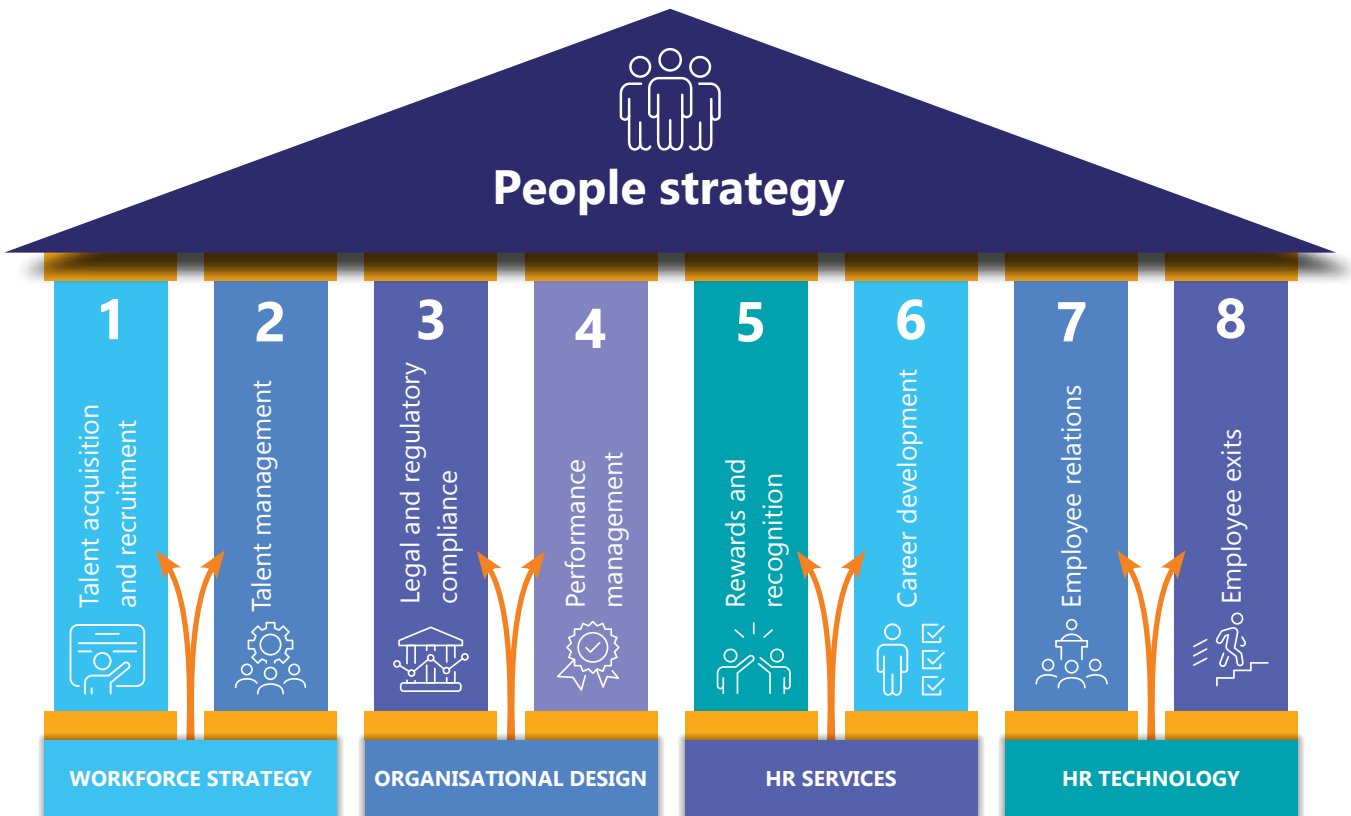 People strategy
1
Talent acquisition
and recruitment
2
Talent management
3
Legal and regulatory
compliance
4
Performance
management
5
Rewards and
recognition
6
Career development
7
Employee relations
8
Employee exits
WORKFORCE STRATEGY
ORGANISATIONAL DESIGN
HR SERVICES
HR TECHNOLOGY